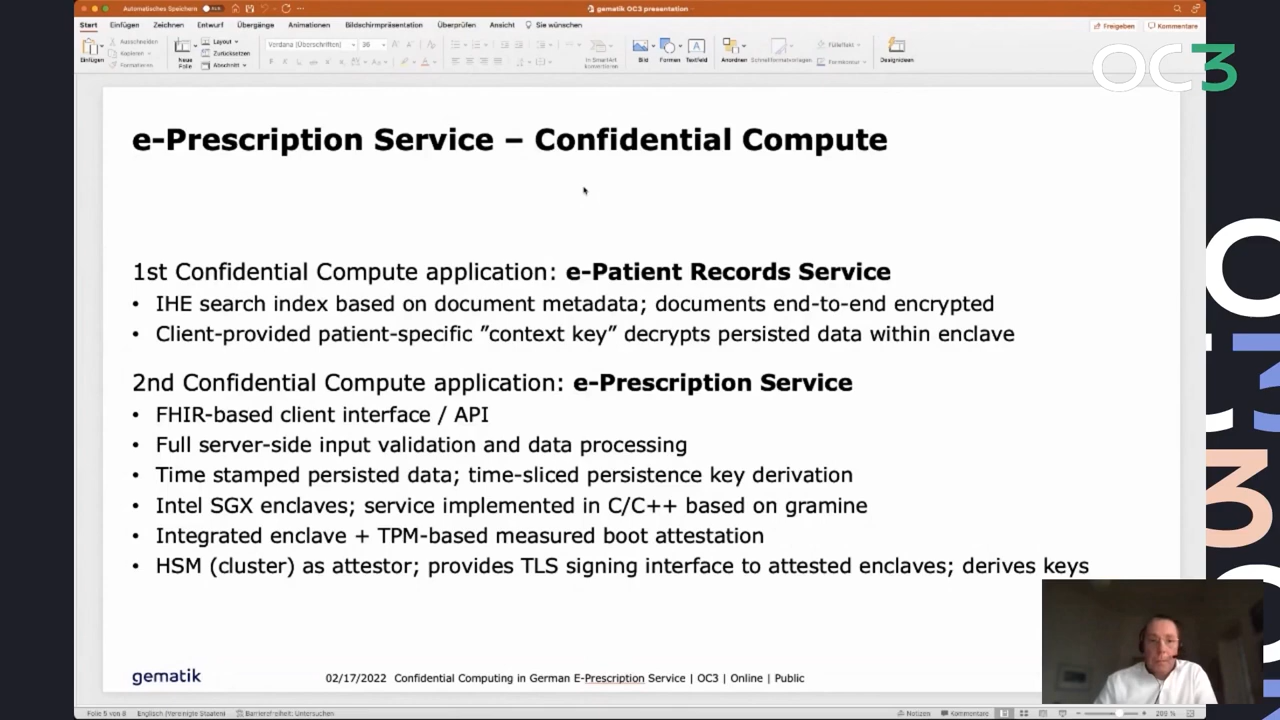 Automatisches Speichern
gematik OC3 presentation
Start Einfügen Zeichnen Entwurf Übergänge Animationen Bildschirmpräsentation Überprüfen Ansicht Sie wünschen
Freigeben Kommentare
Einfügen
Ausschneiden
Kopieren
Neue Folie
Layout
Zurücksetzen
Abschnitt
Verdana (Überschriften) 36
In SmartArt konvertieren
Bild Formen Textfeld Anordnen Schnellformatvorlagen
Fülleffekt
Formkontur
Designideen
OC3
e-Prescription Service – Confidential Compute
1st Confidential Compute application: e-Patient Records Service
• IHE search index based on document metadata; documents end-to-end encrypted
• Client-provided patient-specific ”context key” decrypts persisted data within enclave
2nd Confidential Compute application: e-Prescription Service
• FHIR-based client interface / API
• Full server-side input validation and data processing
• Time stamped persisted data; time-sliced persistence key derivation
• Intel SGX enclaves; service implemented in C/C++ based on gramine
• Integrated enclave + TPM-based measured boot attestation
• HSM (cluster) as attestor; provides TLS signing interface to attested enclaves; derives keys
gematik
02/17/2022 Confidential Computing in German E-Prescription Service | OC3 | Online | Public
Folie 5 von 8 Englisch (Vereinigte Staaten) Barrierefreiheit: Untersuchen
Notizen Kommentare 200 %